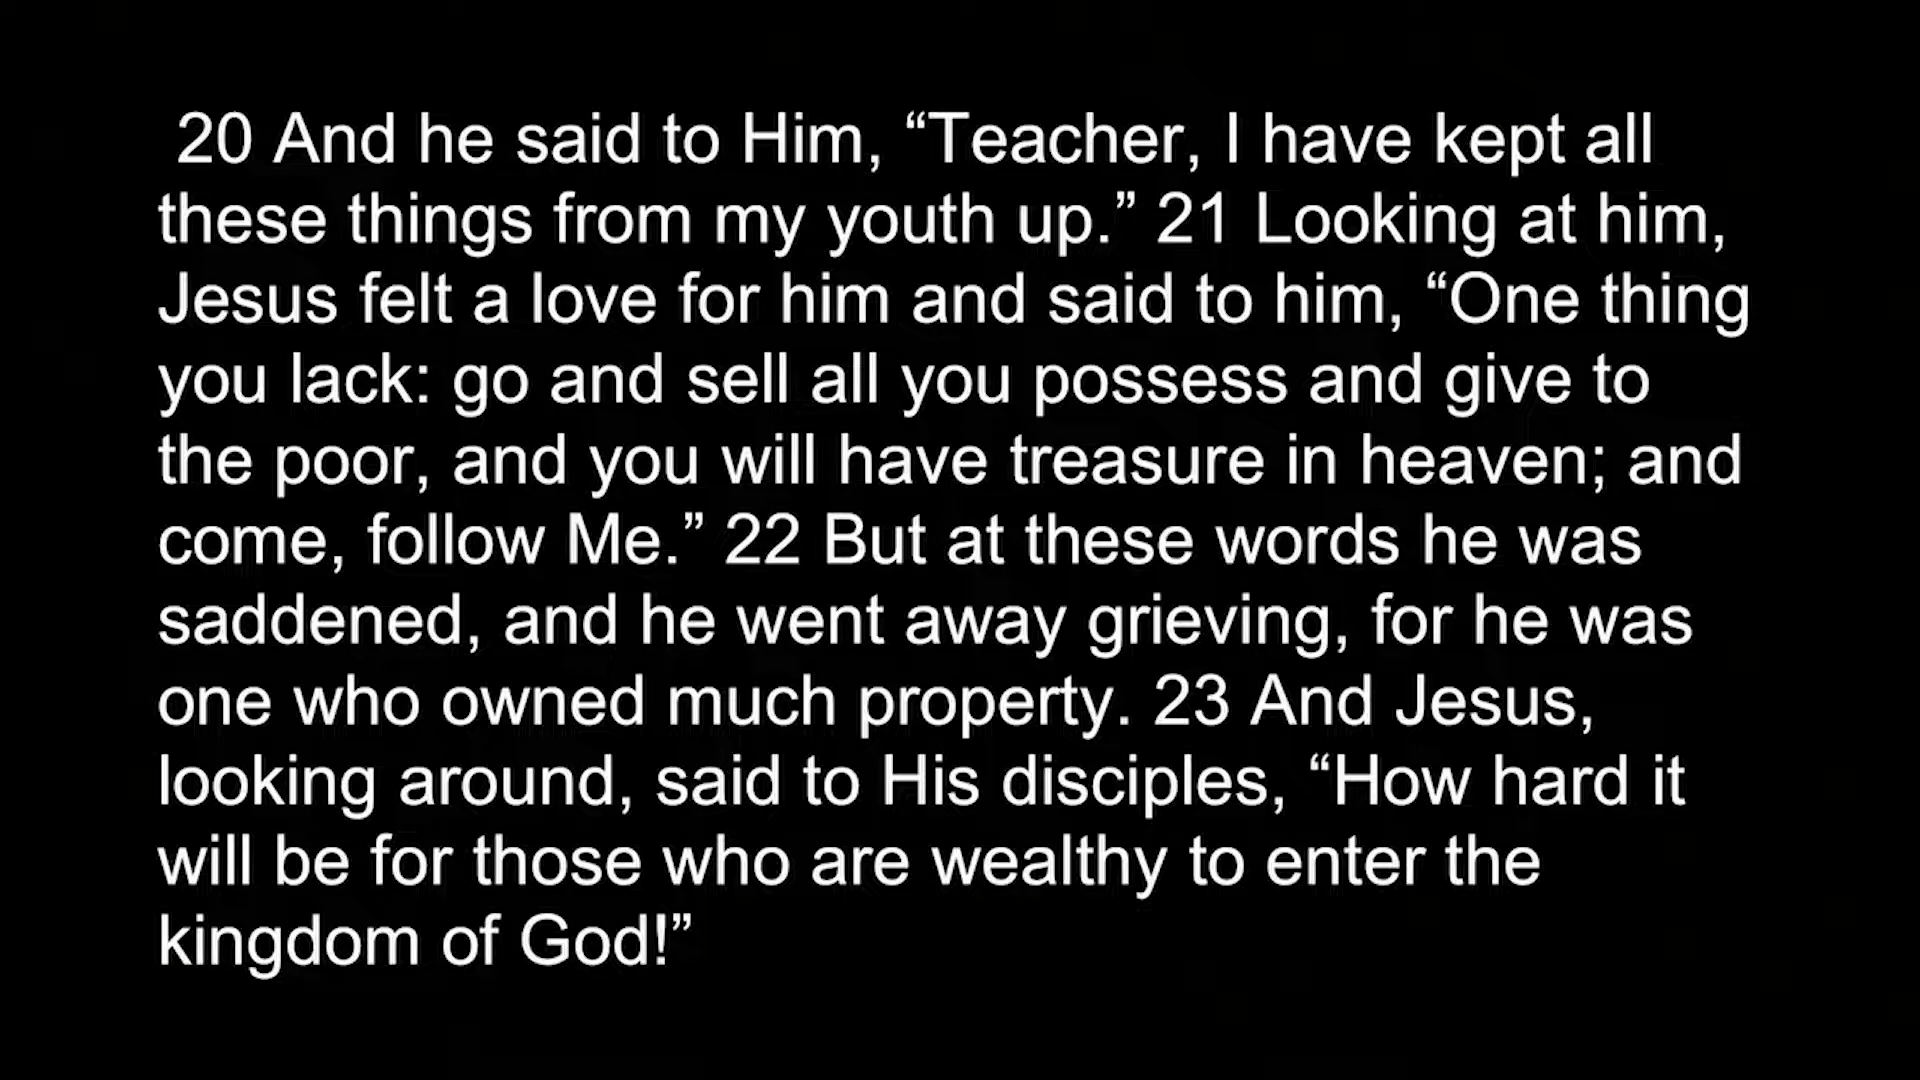 20 And he said to Him, “Teacher, I have kept all
these things from my youth up.” 21 Looking at him,
Jesus felt a love for him and said to him, “One thing
you lack: go and sell all you possess and give to
the poor, and you will have treasure in heaven; and
come, follow Me.” 22 But at these words he was
saddened, and he went away grieving, for he was
one who owned much property. 23 And Jesus,
looking around, said to His disciples, “How hard it
will be for those who are wealthy to enter the
kingdom of God!”